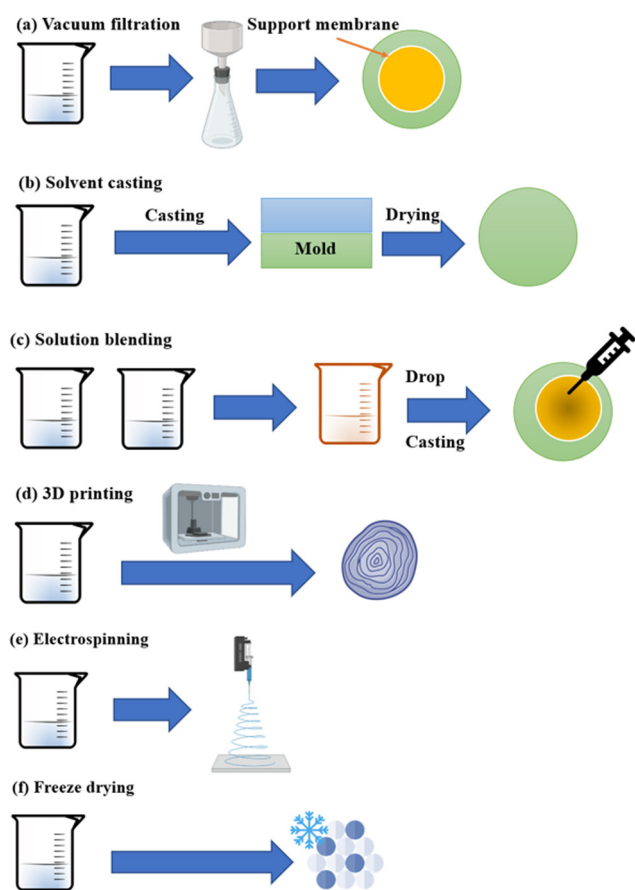 (a) Vacuum filtration
Support membrane
(b) Solvent casting
Casting
Mold
Drying
(c) Solution blending
Drop
Casting
(d) 3D printing
(e) Electrospinning
(f) Freeze drying